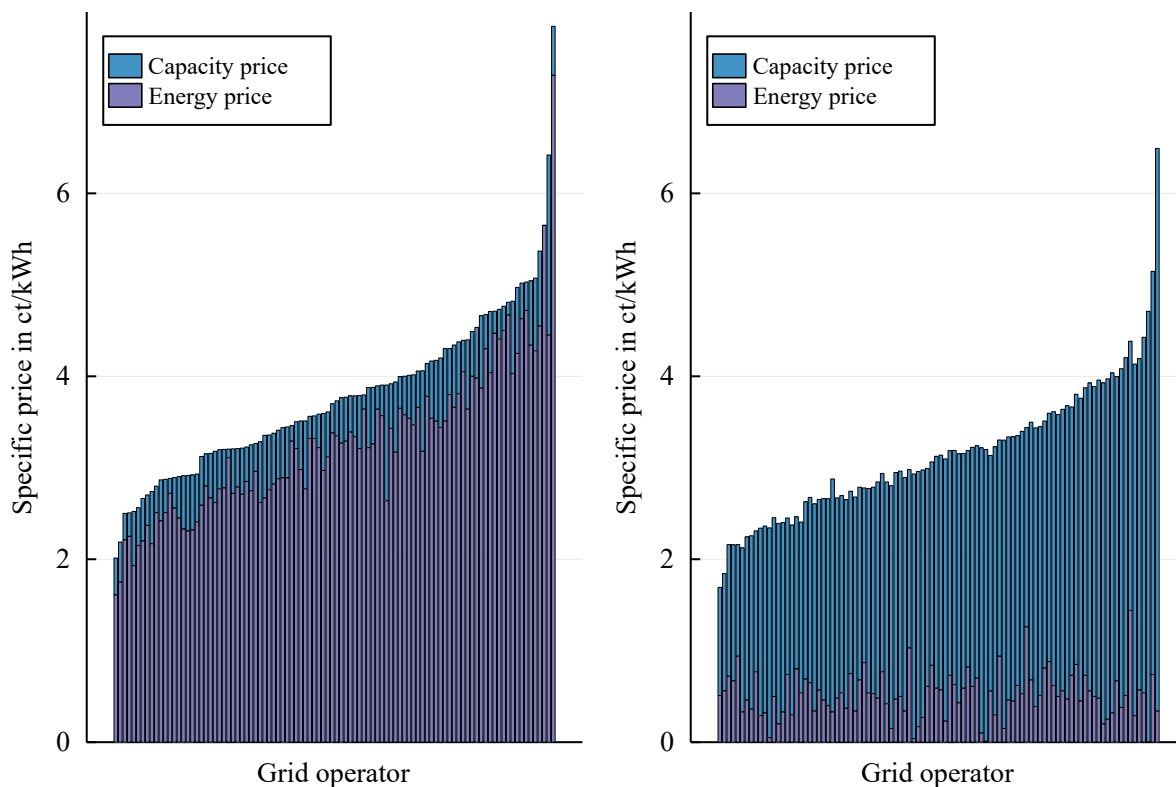 Capacity price
Energy price
Specific price in ct/kWh
6
4
2
0
Grid operator
Capacity price
Energy price
Specific price in ct/kWh
6
4
2
0
Grid operator